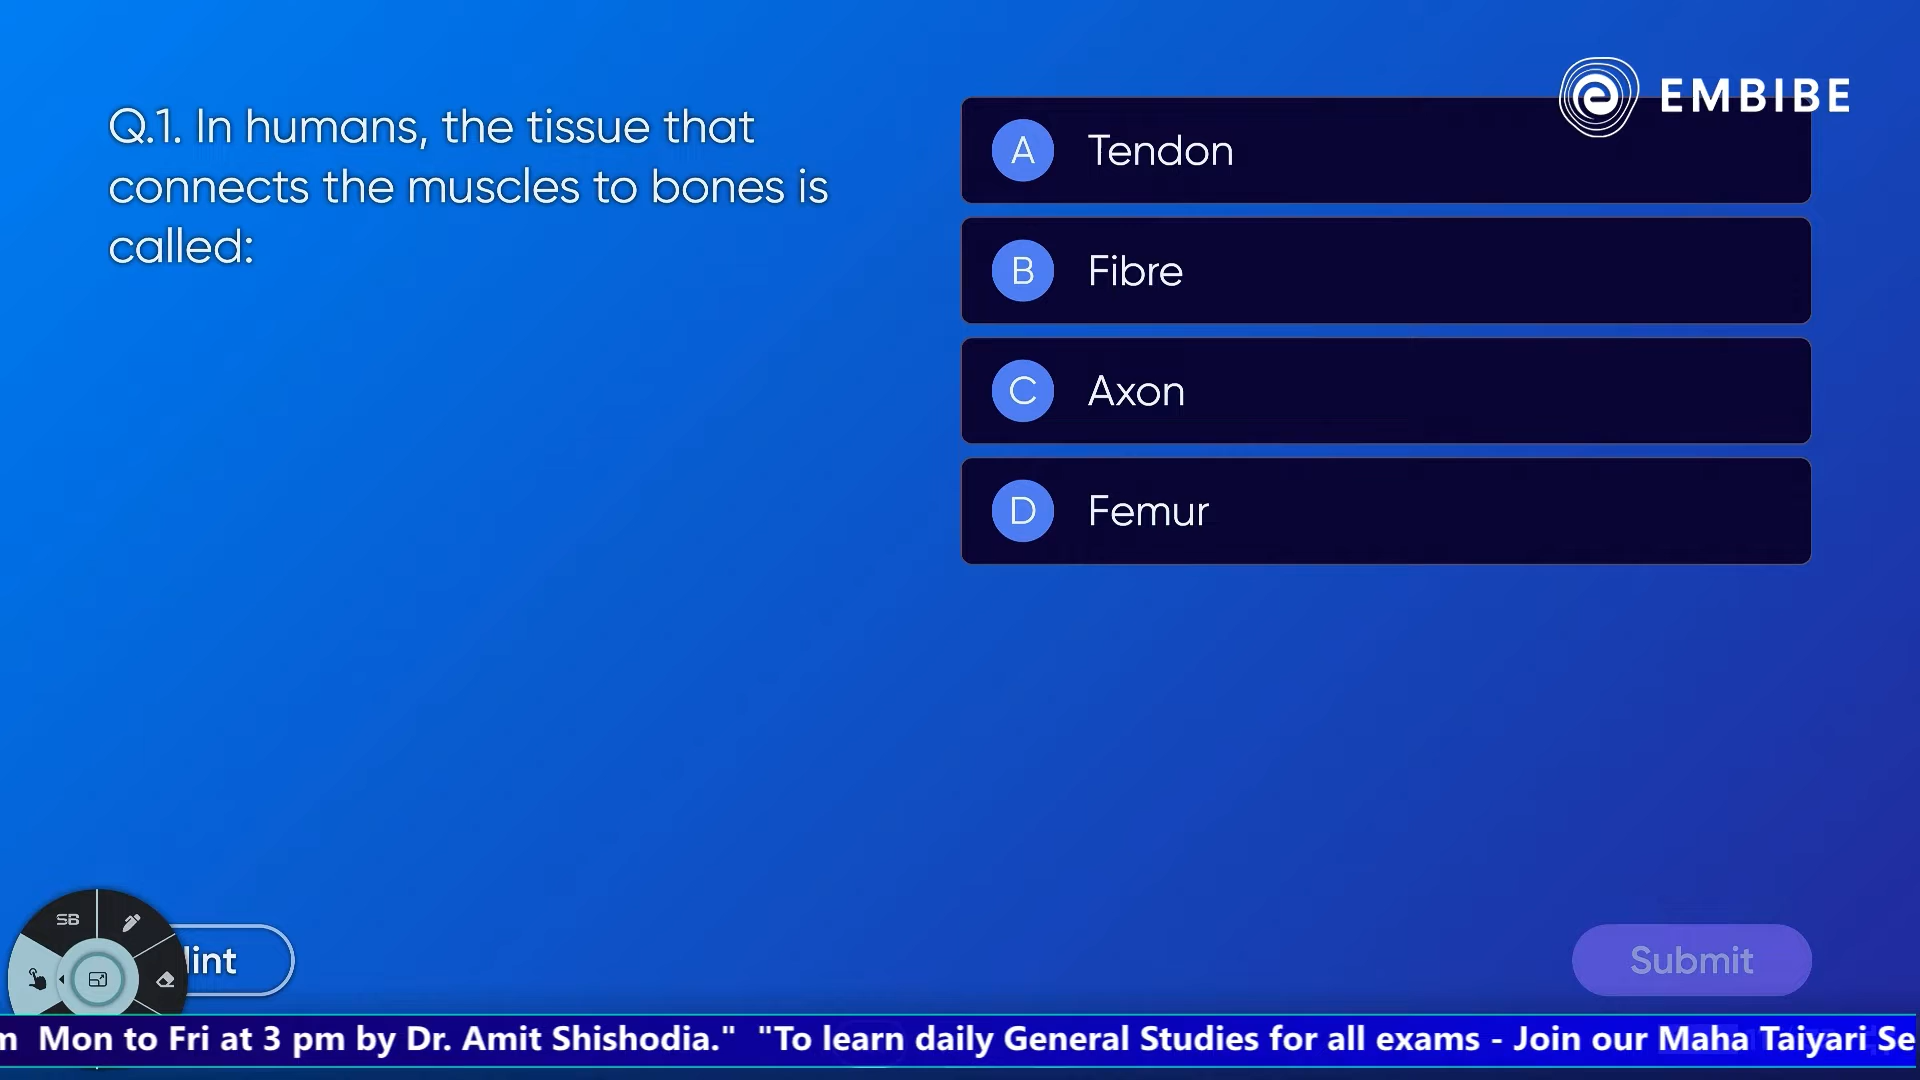 EMBIBE
Q.1. In humans, the tissue that
connects the muscles to bones is
called:
A Tendon
B Fibre
C Axon
D Femur
SB
Submit
Mon to Fri at 3 pm by Dr. Amit Shishodia." "To learn daily General Studies for all exams - Join our Maha Taiyari Se